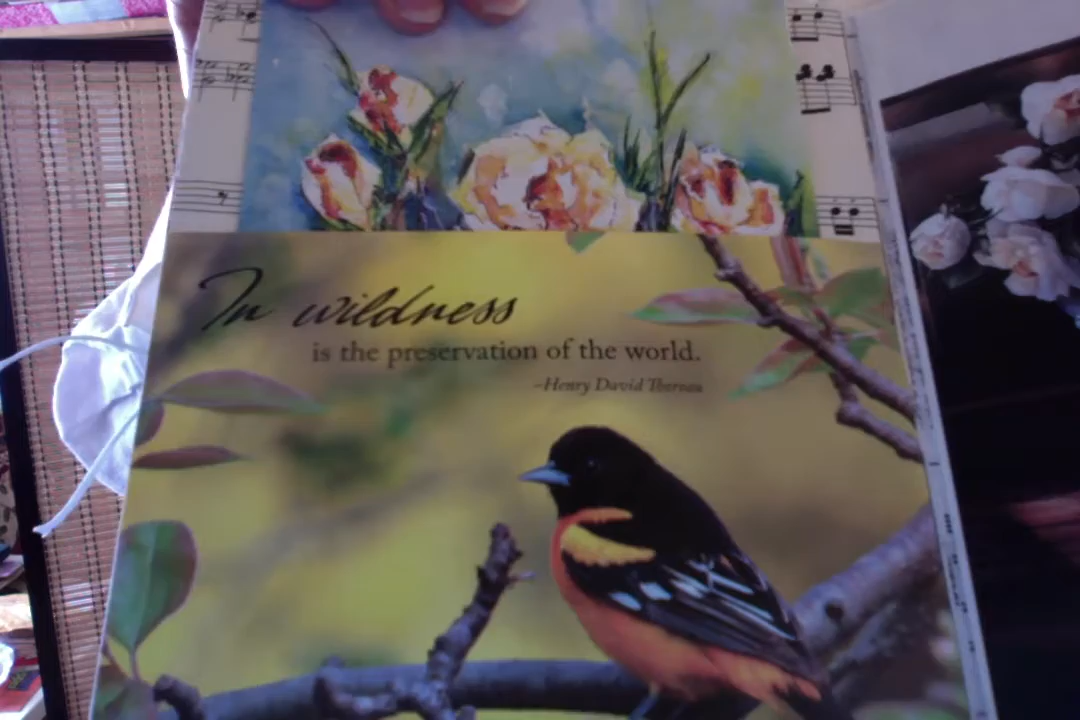 In wildness
is the preservation of the world.
–Henry David Thoreau